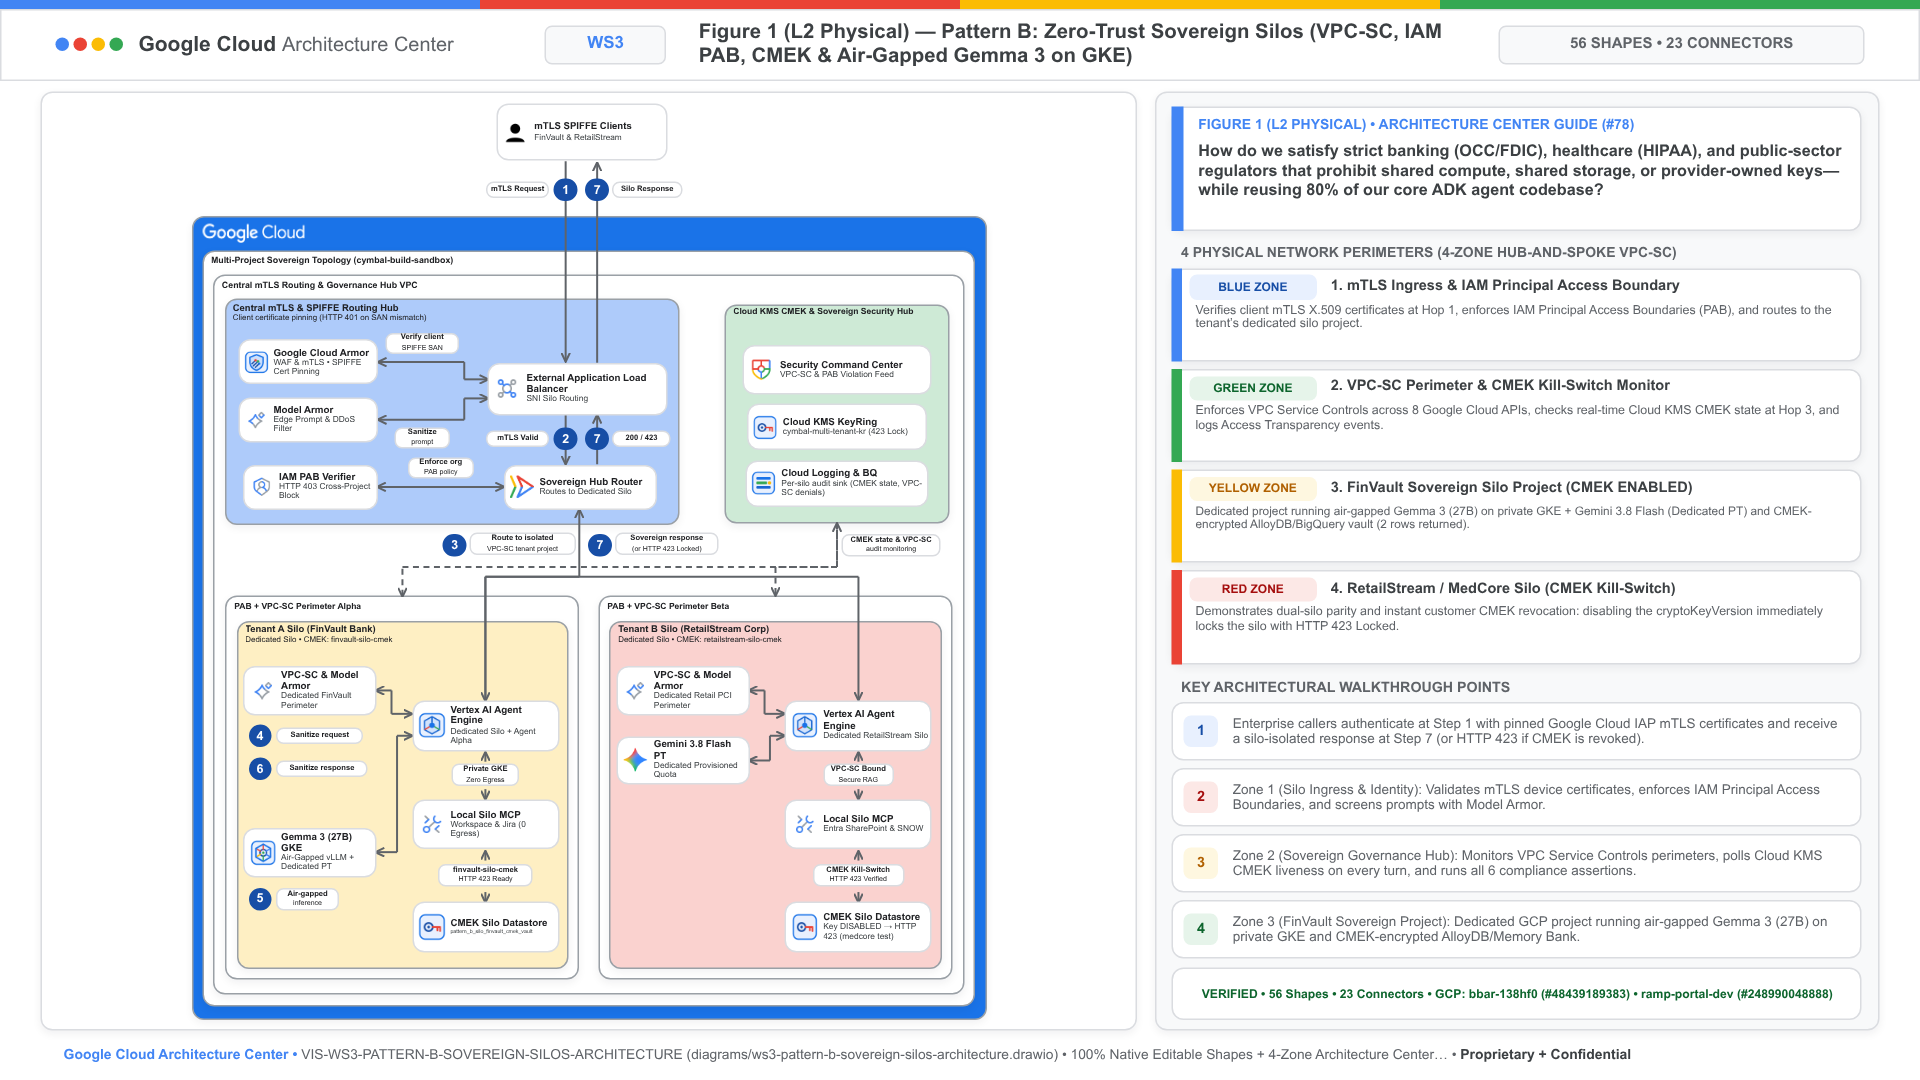 Google Cloud Architecture Center
WS3
Figure 1 (L2 Physical) — Pattern B: Zero-Trust Sovereign Silos (VPC-SC, IAM
PAB, CMEK & Air-Gapped Gemma 3 on GKE)
56 SHAPES • 23 CONNECTORS
mTLS SPIFFE Clients
FinVault & RetailStream
mTLS Request
1
7
Silo Response
Google Cloud
Multi-Project Sovereign Topology (cymbal-build-sandbox)
Central mTLS Routing & Governance Hub VPC
Central mTLS & SPIFFE Routing Hub
Client certificate pinning (HTTP 401 on SAN mismatch)
Verify client
SPIFFE SAN
Google Cloud Armor
WAF & mTLS • SPIFFE
Cert Pinning
External Application Load
Balancer
SNI Silo Routing
Model Armor
Edge Prompt & DDoS
Filter
Sanitize
prompt
mTLS Valid
2
7
200 / 423
Enforce org
PAB policy
IAM PAB Verifier
HTTP 403 Cross-Project
Block
Sovereign Hub Router
Routes to Dedicated Silo
Cloud KMS CMEK & Sovereign Security Hub
Security Command Center
VPC-SC & PAB Violation Feed
Cloud KMS KeyRing
cymbal-multi-tenant-kr (423 Lock)
Cloud Logging & BQ
Per-silo audit sink (CMEK state, VPC-
SC denials)
3
Route to isolated
VPC-SC tenant project
7
Sovereign response
(or HTTP 423 Locked)
CMEK state & VPC-SC
audit monitoring
PAB + VPC-SC Perimeter Alpha
Tenant A Silo (FinVault Bank)
Dedicated Silo • CMEK: finvault-silo-cmek
VPC-SC & Model
Armor
Dedicated FinVault
Perimeter
4
Sanitize request
6
Sanitize response
Vertex AI Agent
Engine
Dedicated Silo + Agent
Alpha
Private GKE
Zero Egress
Local Silo MCP
Workspace & Jira (0
Egress)
Gemma 3 (27B)
GKE
Air-Gapped vLLM +
Dedicated PT
5
Air-gapped
inference
finvault-silo-cmek
HTTP 423 Ready
CMEK Silo Datastore
pattern_b_silo_finvault_cmek_vault
PAB + VPC-SC Perimeter Beta
Tenant B Silo (RetailStream Corp)
Dedicated Silo • CMEK: retailstream-silo-cmek
VPC-SC & Model
Armor
Dedicated Retail PCI
Perimeter
Gemini 3.8 Flash
PT
Dedicated Provisioned
Quota
Vertex AI Agent
Engine
Dedicated RetailStream Silo
VPC-SC Bound
Secure RAG
Local Silo MCP
Entra SharePoint & SNOW
CMEK Kill-Switch
HTTP 423 Verified
CMEK Silo Datastore
Key DISABLED → HTTP
423 (medcore test)
FIGURE 1 (L2 PHYSICAL) • ARCHITECTURE CENTER GUIDE (#78)
How do we satisfy strict banking (OCC/FDIC), healthcare (HIPAA), and public-sector
regulators that prohibit shared compute, shared storage, or provider-owned keys—
while reusing 80% of our core ADK agent codebase?
4 PHYSICAL NETWORK PERIMETERS (4-ZONE HUB-AND-SPOKE VPC-SC)
BLUE ZONE
1. mTLS Ingress & IAM Principal Access Boundary
Verifies client mTLS X.509 certificates at Hop 1, enforces IAM Principal Access Boundaries (PAB), and routes to the
tenant's dedicated silo project.
GREEN ZONE
2. VPC-SC Perimeter & CMEK Kill-Switch Monitor
Enforces VPC Service Controls across 8 Google Cloud APIs, checks real-time Cloud KMS CMEK state at Hop 3, and
logs Access Transparency events.
YELLOW ZONE
3. FinVault Sovereign Silo Project (CMEK ENABLED)
Dedicated project running air-gapped Gemma 3 (27B) on private GKE + Gemini 3.8 Flash (Dedicated PT) and CMEK-
encrypted AlloyDB/BigQuery vault (2 rows returned).
RED ZONE
4. RetailStream / MedCore Silo (CMEK Kill-Switch)
Demonstrates dual-silo parity and instant customer CMEK revocation: disabling the cryptoKeyVersion immediately
locks the silo with HTTP 423 Locked.
KEY ARCHITECTURAL WALKTHROUGH POINTS
1
Enterprise callers authenticate at Step 1 with pinned Google Cloud IAP mTLS certificates and receive
a silo-isolated response at Step 7 (or HTTP 423 if CMEK is revoked).
2
Zone 1 (Silo Ingress & Identity): Validates mTLS device certificates, enforces IAM Principal Access
Boundaries, and screens prompts with Model Armor.
3
Zone 2 (Sovereign Governance Hub): Monitors VPC Service Controls perimeters, polls Cloud KMS
CMEK liveness on every turn, and runs all 6 compliance assertions.
4
Zone 3 (FinVault Sovereign Project): Dedicated GCP project running air-gapped Gemma 3 (27B) on
private GKE and CMEK-encrypted AlloyDB/Memory Bank.
VERIFIED • 56 Shapes • 23 Connectors • GCP: bbar-138hf0 (#48439189383) • ramp-portal-dev (#248990048888)
Google Cloud Architecture Center • VIS-WS3-PATTERN-B-SOVEREIGN-SILOS-ARCHITECTURE (diagrams/ws3-pattern-b-sovereign-silos-architecture.drawio) • 100% Native Editable Shapes + 4-Zone Architecture Center… • Proprietary + Confidential